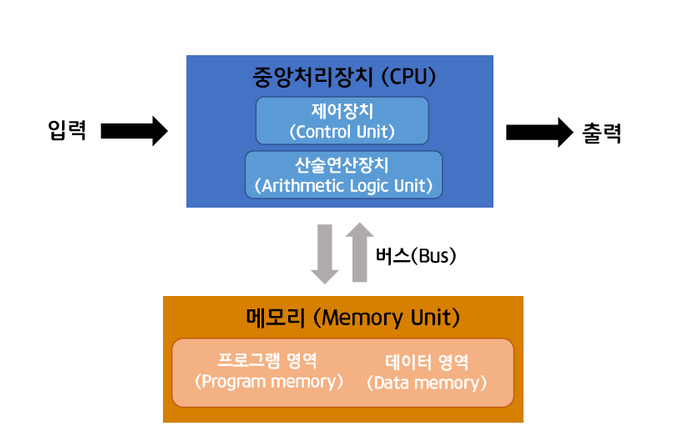 중앙처리장치 (CPU)
제어장치
(Control Unit)
입력
출력
산술연산장치
(Arithmetic Logic Unit)
버스(Bus)
메모리 (Memory Unit)
프로그램 영역
(Program memory)
데이터 영역
(Data memory)